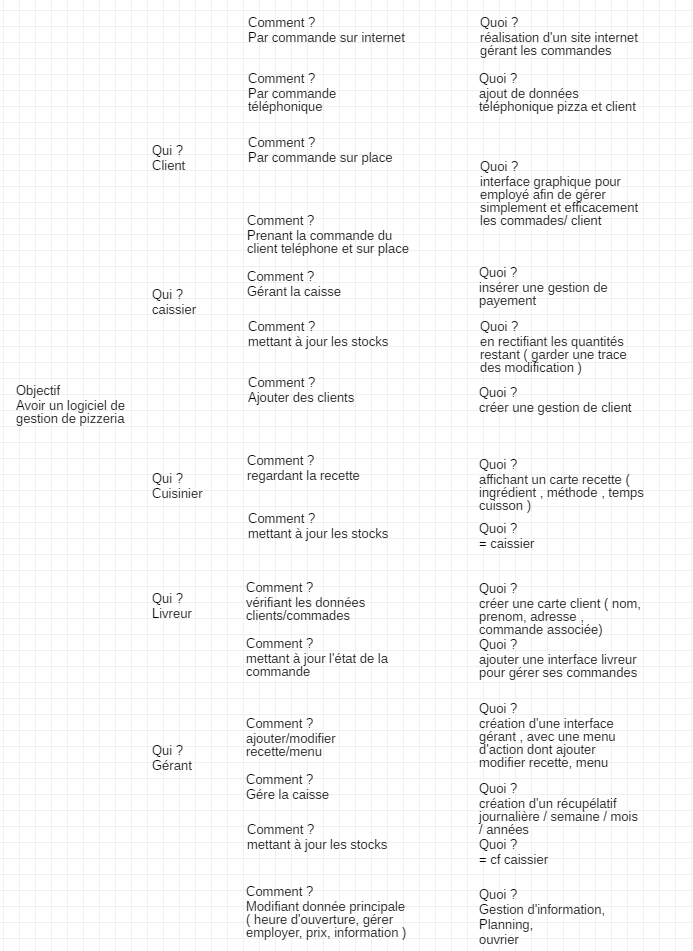 Objectif
Avoir un logiciel de
gestion de pizzeria
Qui ?
Client
Comment ?
Par commande sur internet
Quoi ?
réalisation d'un site internet
gérant les commandes
Comment ?
Par commande
téléphonique
Quoi ?
ajout de données
téléphonique pizza et client
Comment ?
Par commande sur place
Quoi ?
interface graphique pour
employé afin de gérer
simplement et efficacement
les commades/ client
Qui ?
caissier
Comment ?
Prenant la commande du
client teléphone et sur place
Comment ?
Gérant la caisse
Quoi ?
insérer une gestion de
payement
Comment ?
mettant à jour les stocks
Quoi ?
en rectifiant les quantités
restant ( garder une trace
des modification )
Comment ?
Ajouter des clients
Quoi ?
créer une gestion de client
Qui ?
Cuisinier
Comment ?
regardant la recette
Quoi ?
affichant un carte recette (
ingrédient , méthode , temps
cuisson )
Comment ?
mettant à jour les stocks
Quoi ?
= caissier
Qui ?
Livreur
Comment ?
vérifiant les données
clients/commades
Quoi ?
créer une carte client ( nom,
prenom, adresse ,
commande associée)
Comment ?
mettant à jour l'état de la
commande
Quoi ?
ajouter une interface livreur
pour gérer ses commandes
Qui ?
Gérant
Comment ?
ajouter/modifier
recette/menu
Quoi ?
création d'une interface
gérant , avec une menu
d'action dont ajouter
modifier recette, menu
Comment ?
Gére la caisse
Quoi ?
création d'un récupélatif
journalière / semaine / mois
/ années
Comment ?
mettant à jour les stocks
Quoi ?
= cf caissier
Comment ?
Modifiant donnée principale
( heure d'ouverture, gérer
employer, prix, information )
Quoi ?
Gestion d'information,
Planning,
ouvrier